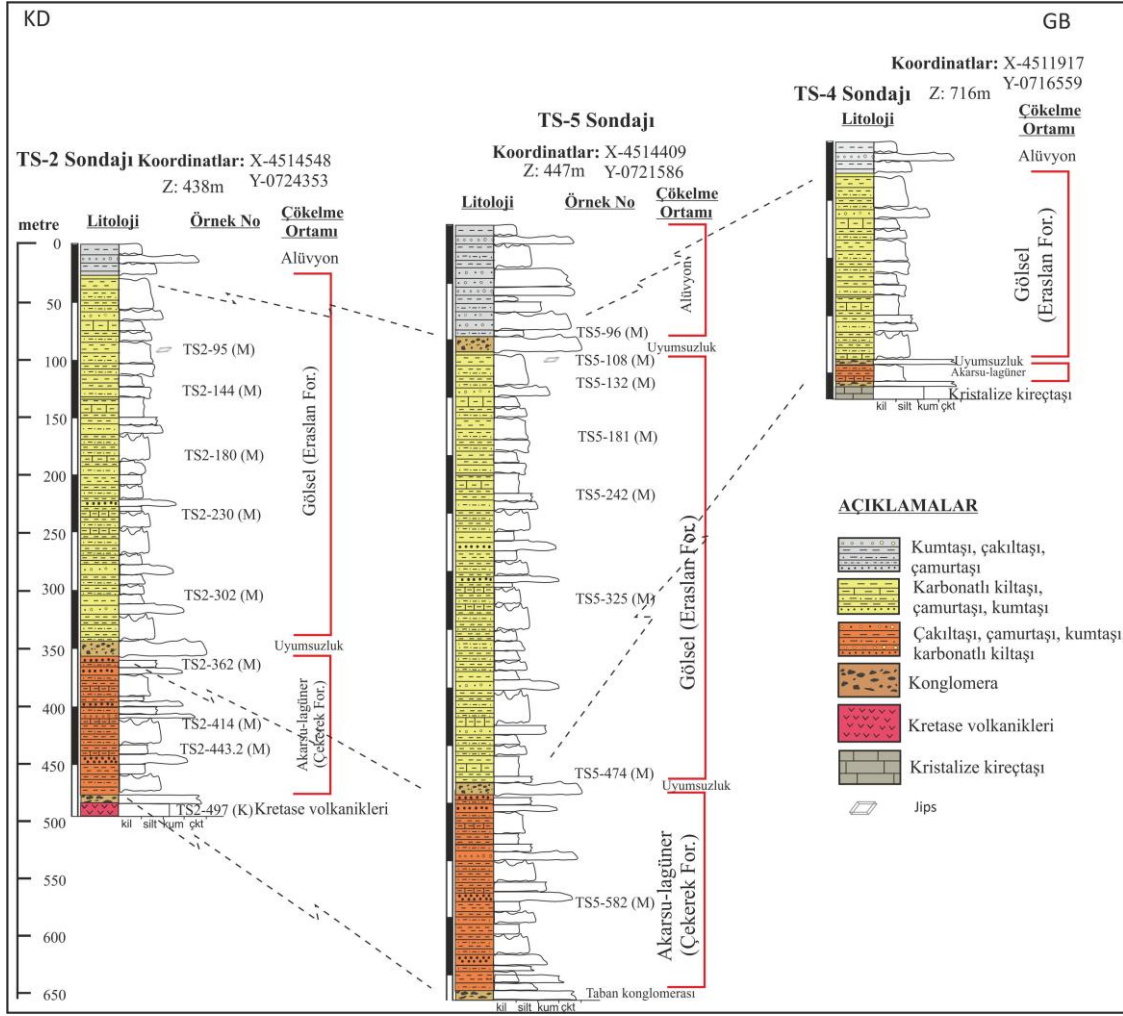 KD
GB
Koordinatlar: X-4511917
Y-0716559
TS-4 Sondajı Z: 716m
Litoloji
Çökelme
Ortamı
Alüvyon
Gölsel
(Eraslan For.)
Uyumsuzluk
Akarsu-lagüner
Kristalize kireçtaşı
kil silt kum çkt
TS-5 Sondajı
Koordinatlar: X-4514409
Z: 447m Y-0721586
Litoloji
Örnek No
Çökelme
Ortamı
Alüvyon
TS5-96 (M)
Uyumsuzluk
TS5-108 (M)
TS5-132 (M)
TS5-181 (M)
TS5-242 (M)
TS5-325 (M)
Gölsel (Eraslan For.)
TS5-474 (M)
Uyumsuzluk
TS5-582 (M)
Akarsu-lagüner
(Çekerek For.)
Taban konglomerası
kil silt kum çkt
TS-2 Sondajı Koordinatlar: X-4514548
Z: 438m Y-0724353
metre
Litoloji
Örnek No
Çökelme
Ortamı
0
50
100
150
200
250
300
350
400
450
500
550
600
650
Alüvyon
TS2-95 (M)
TS2-144 (M)
TS2-180 (M)
TS2-230 (M)
TS2-302 (M)
Gölsel (Eraslan For.)
Uyumsuzluk
TS2-362 (M)
TS2-414 (M)
TS2-443.2 (M)
Akarsu-lagüner
(Çekerek For.)
TS2-497 (K) Kretase volkanikleri
kil silt kum çkt
AÇIKLAMALAR
Kumtaşı, çakıltaşı,
çamurtaşı
Karbonatlı kiltaşı,
çamurtaşı, kumtaşı
Çakıltaşı, çamurtaşı, kumtaşı
karbonatlı kiltaşı
Konglomera
Kretase volkanikleri
Kristalize kireçtaşı
Jips